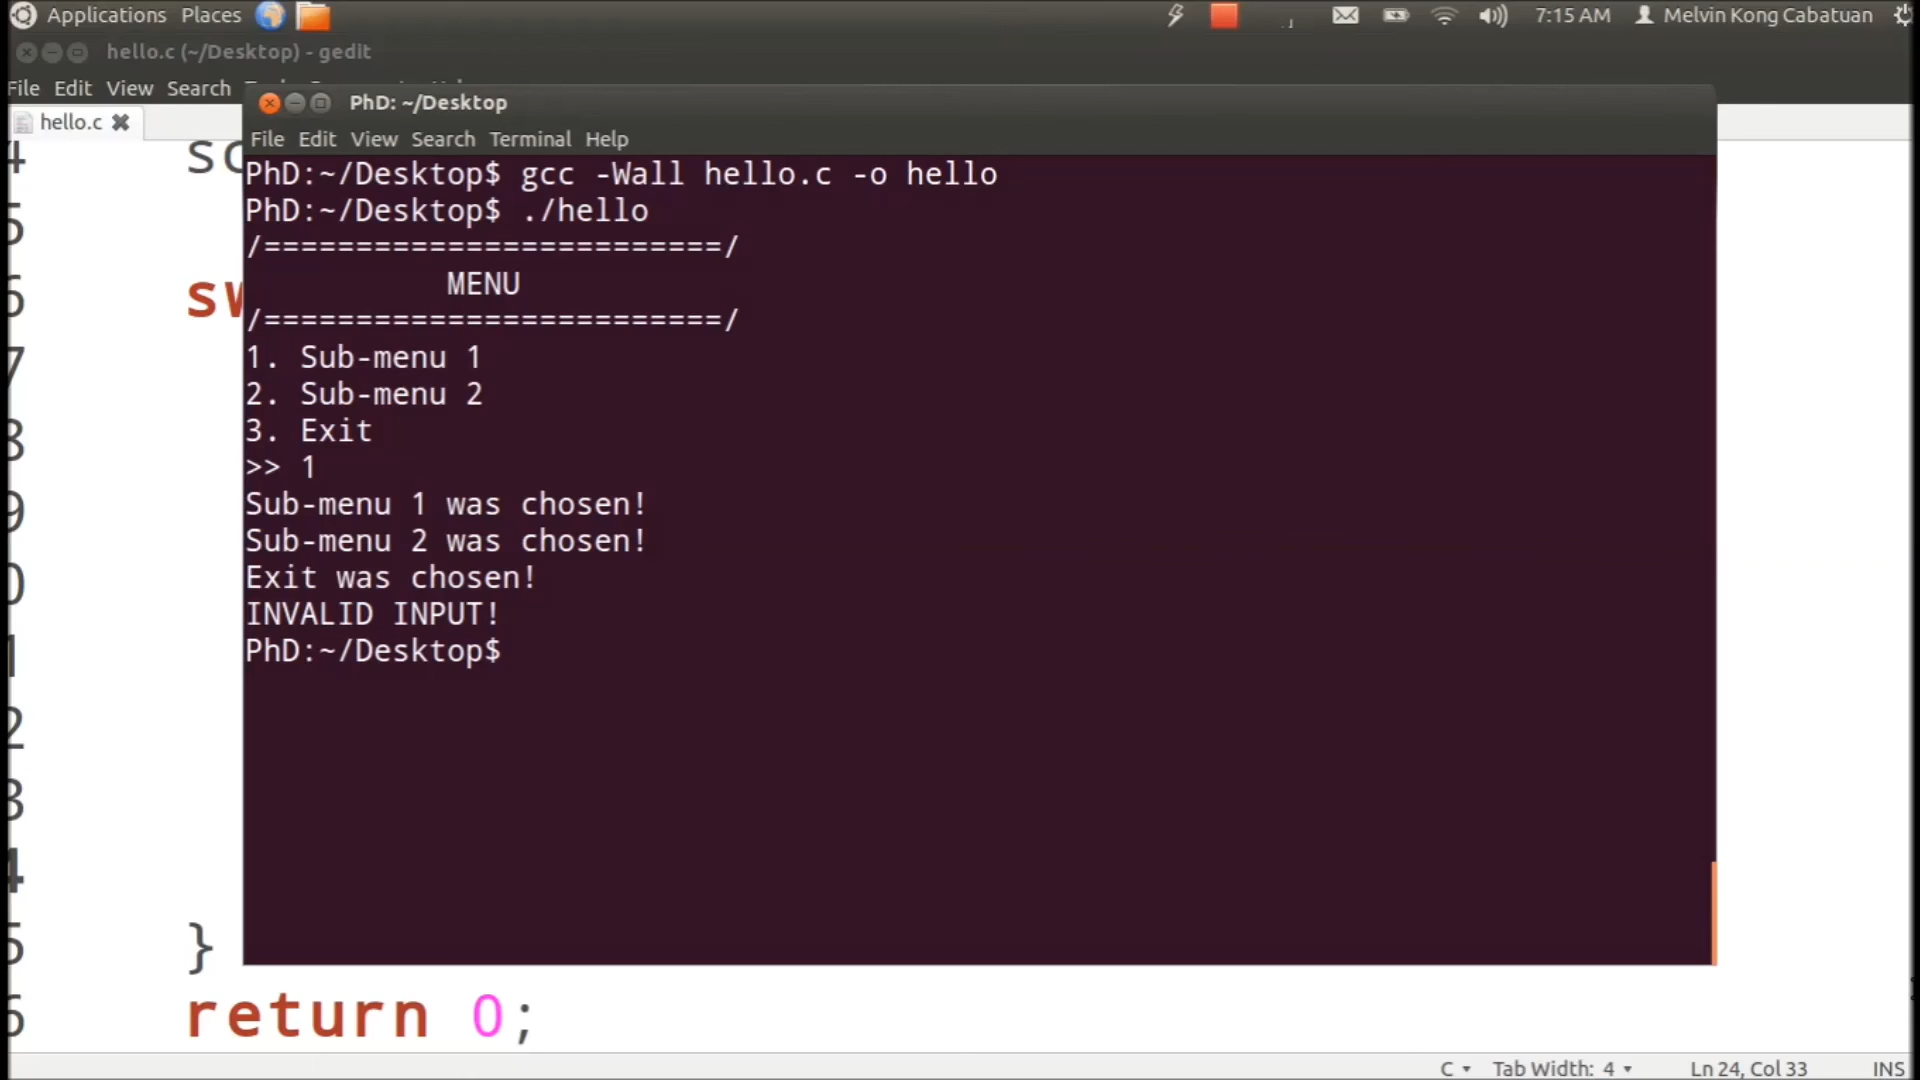 Applications Places 7:15 AM Melvin Kong Cabatuan
hello.c (~/Desktop) - gedit
File Edit View Search
PhD: ~/Desktop
hello.c
File Edit View Search Terminal Help
PhD:~/Desktop$ gcc -Wall hello.c -o hello
PhD:~/Desktop$ ./hello
/=========================/
MENU
/=========================/
1. Sub-menu 1
2. Sub-menu 2
3. Exit
>> 1
Sub-menu 1 was chosen!
Sub-menu 2 was chosen!
Exit was chosen!
INVALID INPUT!
PhD:~/Desktop$
}
return 0;
C Tab Width: 4 Ln 24, Col 33 INS